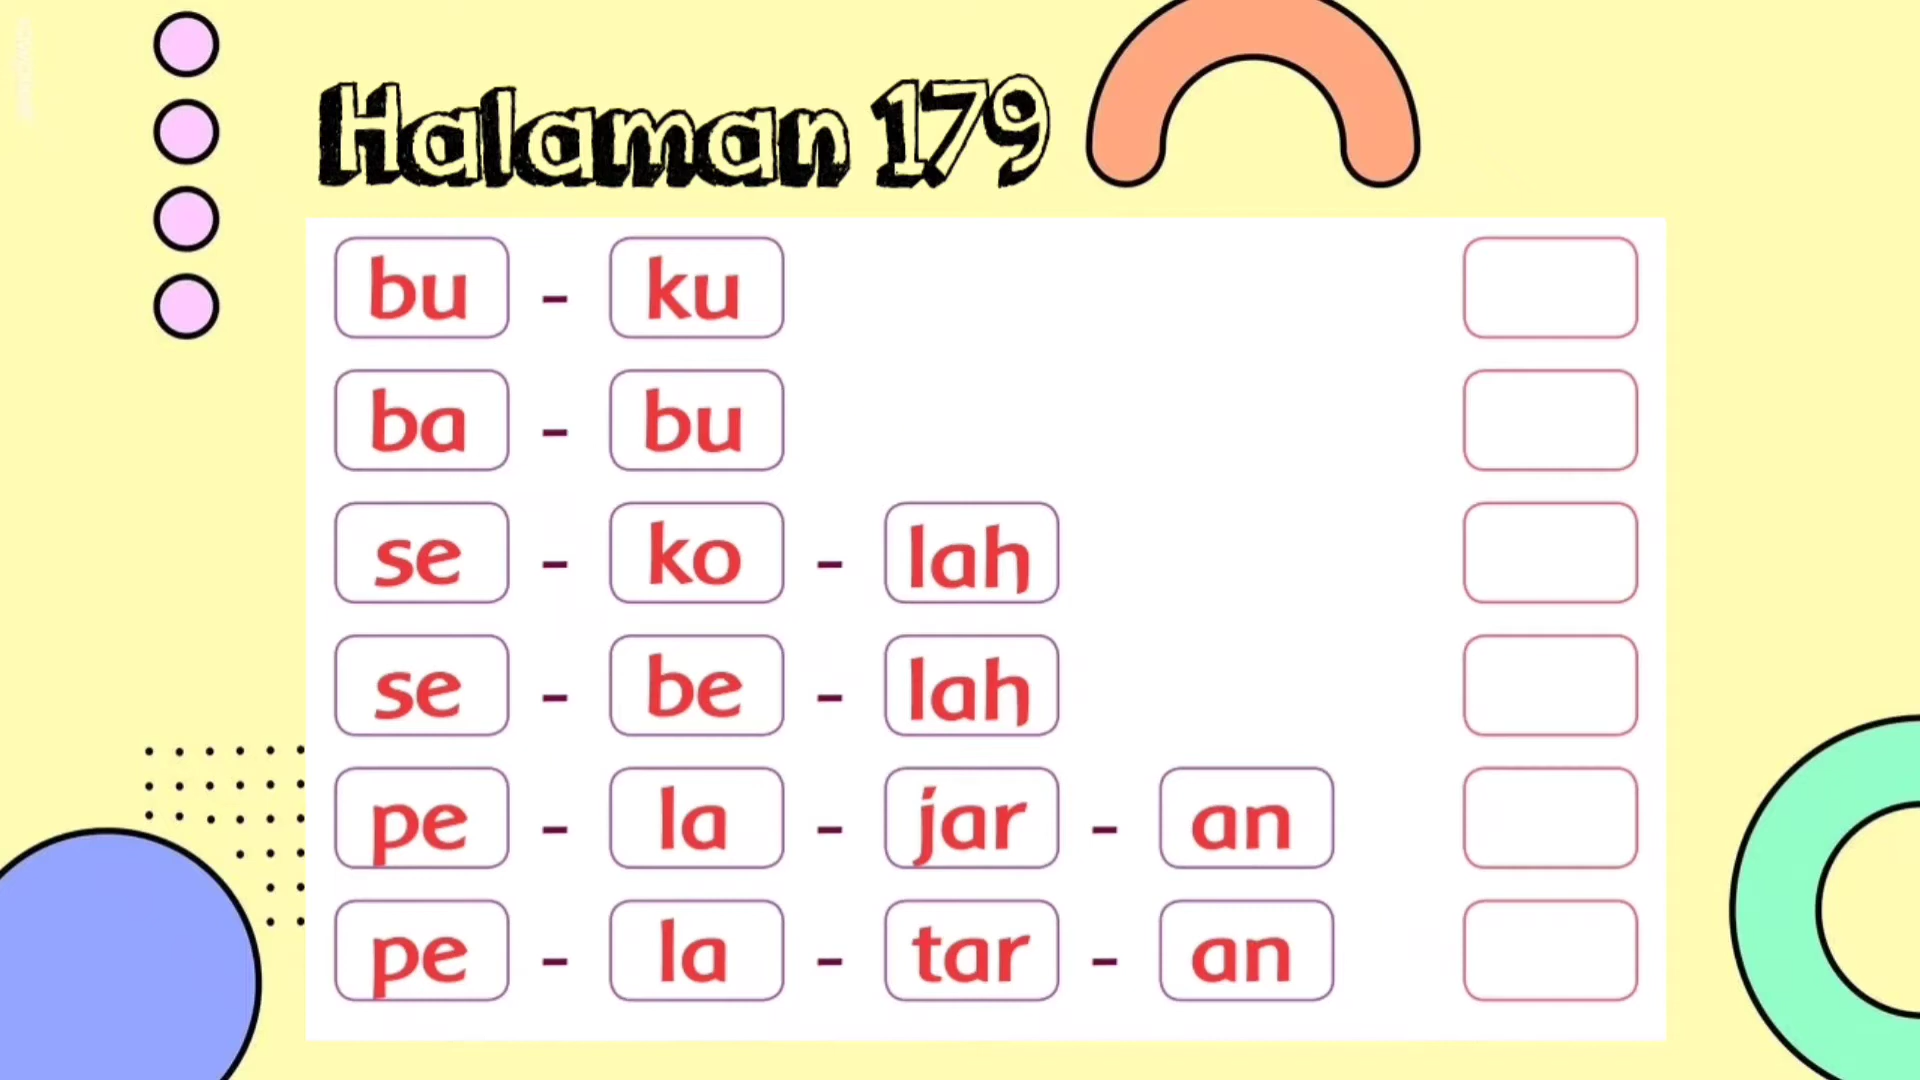 Halaman 179
bu - ku
ba - bu
se - ko - lah
se - be - lah
pe - la - jar - an
pe - la - tar - an